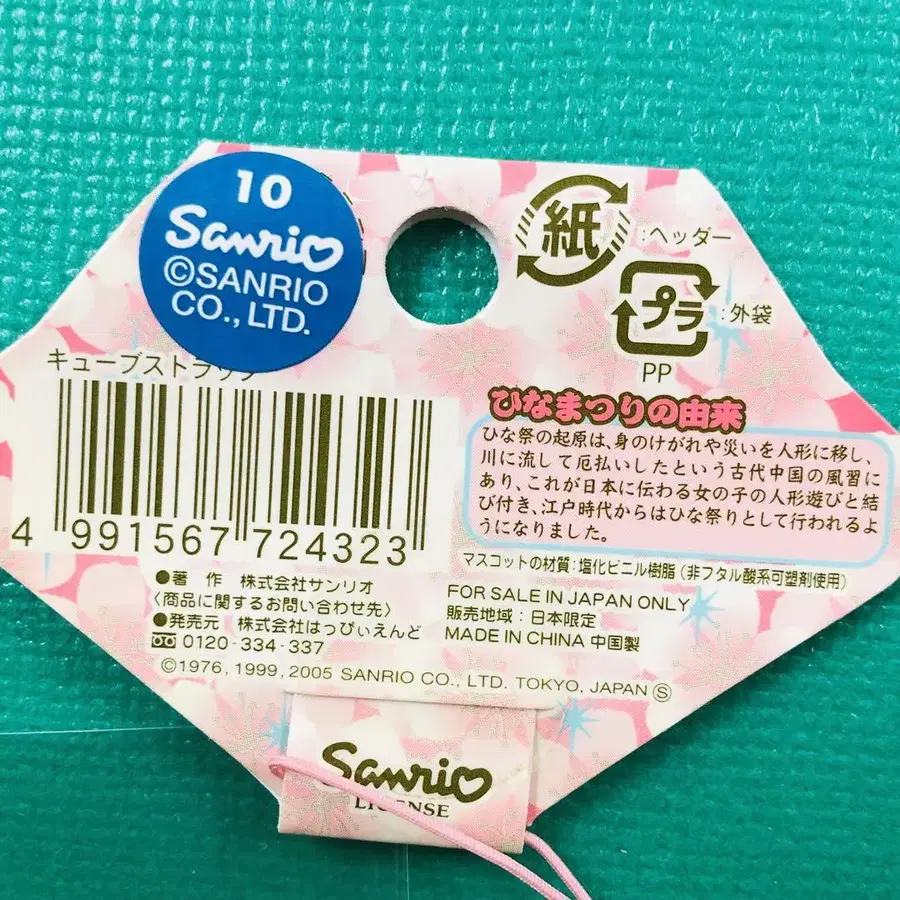 10
Sanrio
©SANRIO
CO., LTD.
紙
:ヘッダー
プラ
:外袋
PP
キューブストラップ
4 991567 724323
ひなまつりの由来
ひな祭の起原は、身のけがれや災いを人形に移し、
川に流して厄払いしたという古代中国の風習に
あり、これが日本に伝わる女の子の人形遊びと結
び付き、江戸時代からはひな祭りとして行われるよ
うになりました。
マスコットの材質:塩化ビニル樹脂(非フタル酸系可塑剤使用)
●著 作 株式会社サンリオ
〈商品に関するお問い合わせ先〉
●発売元 株式会社はっぴぃえんど
0120-334-337
FOR SALE IN JAPAN ONLY
販売地域:日本限定
MADE IN CHINA 中国製
©1976, 1999, 2005 SANRIO CO., LTD. TOKYO, JAPAN Ⓢ
Sanrio
LICENSE